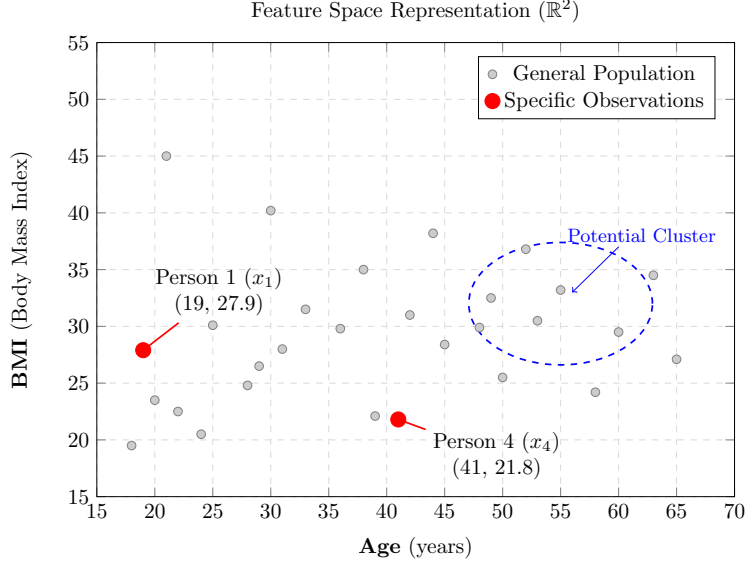 Feature Space Representation (ℝ²)
55
50
45
40
35
30
25
20
15
15 20 25 30 35 40 45 50 55 60 65 70
BMI (Body Mass Index)
Age (years)
General Population
Specific Observations
Potential Cluster
Person 1 (x₁)
(19, 27.9)
Person 4 (x₄)
(41, 21.8)